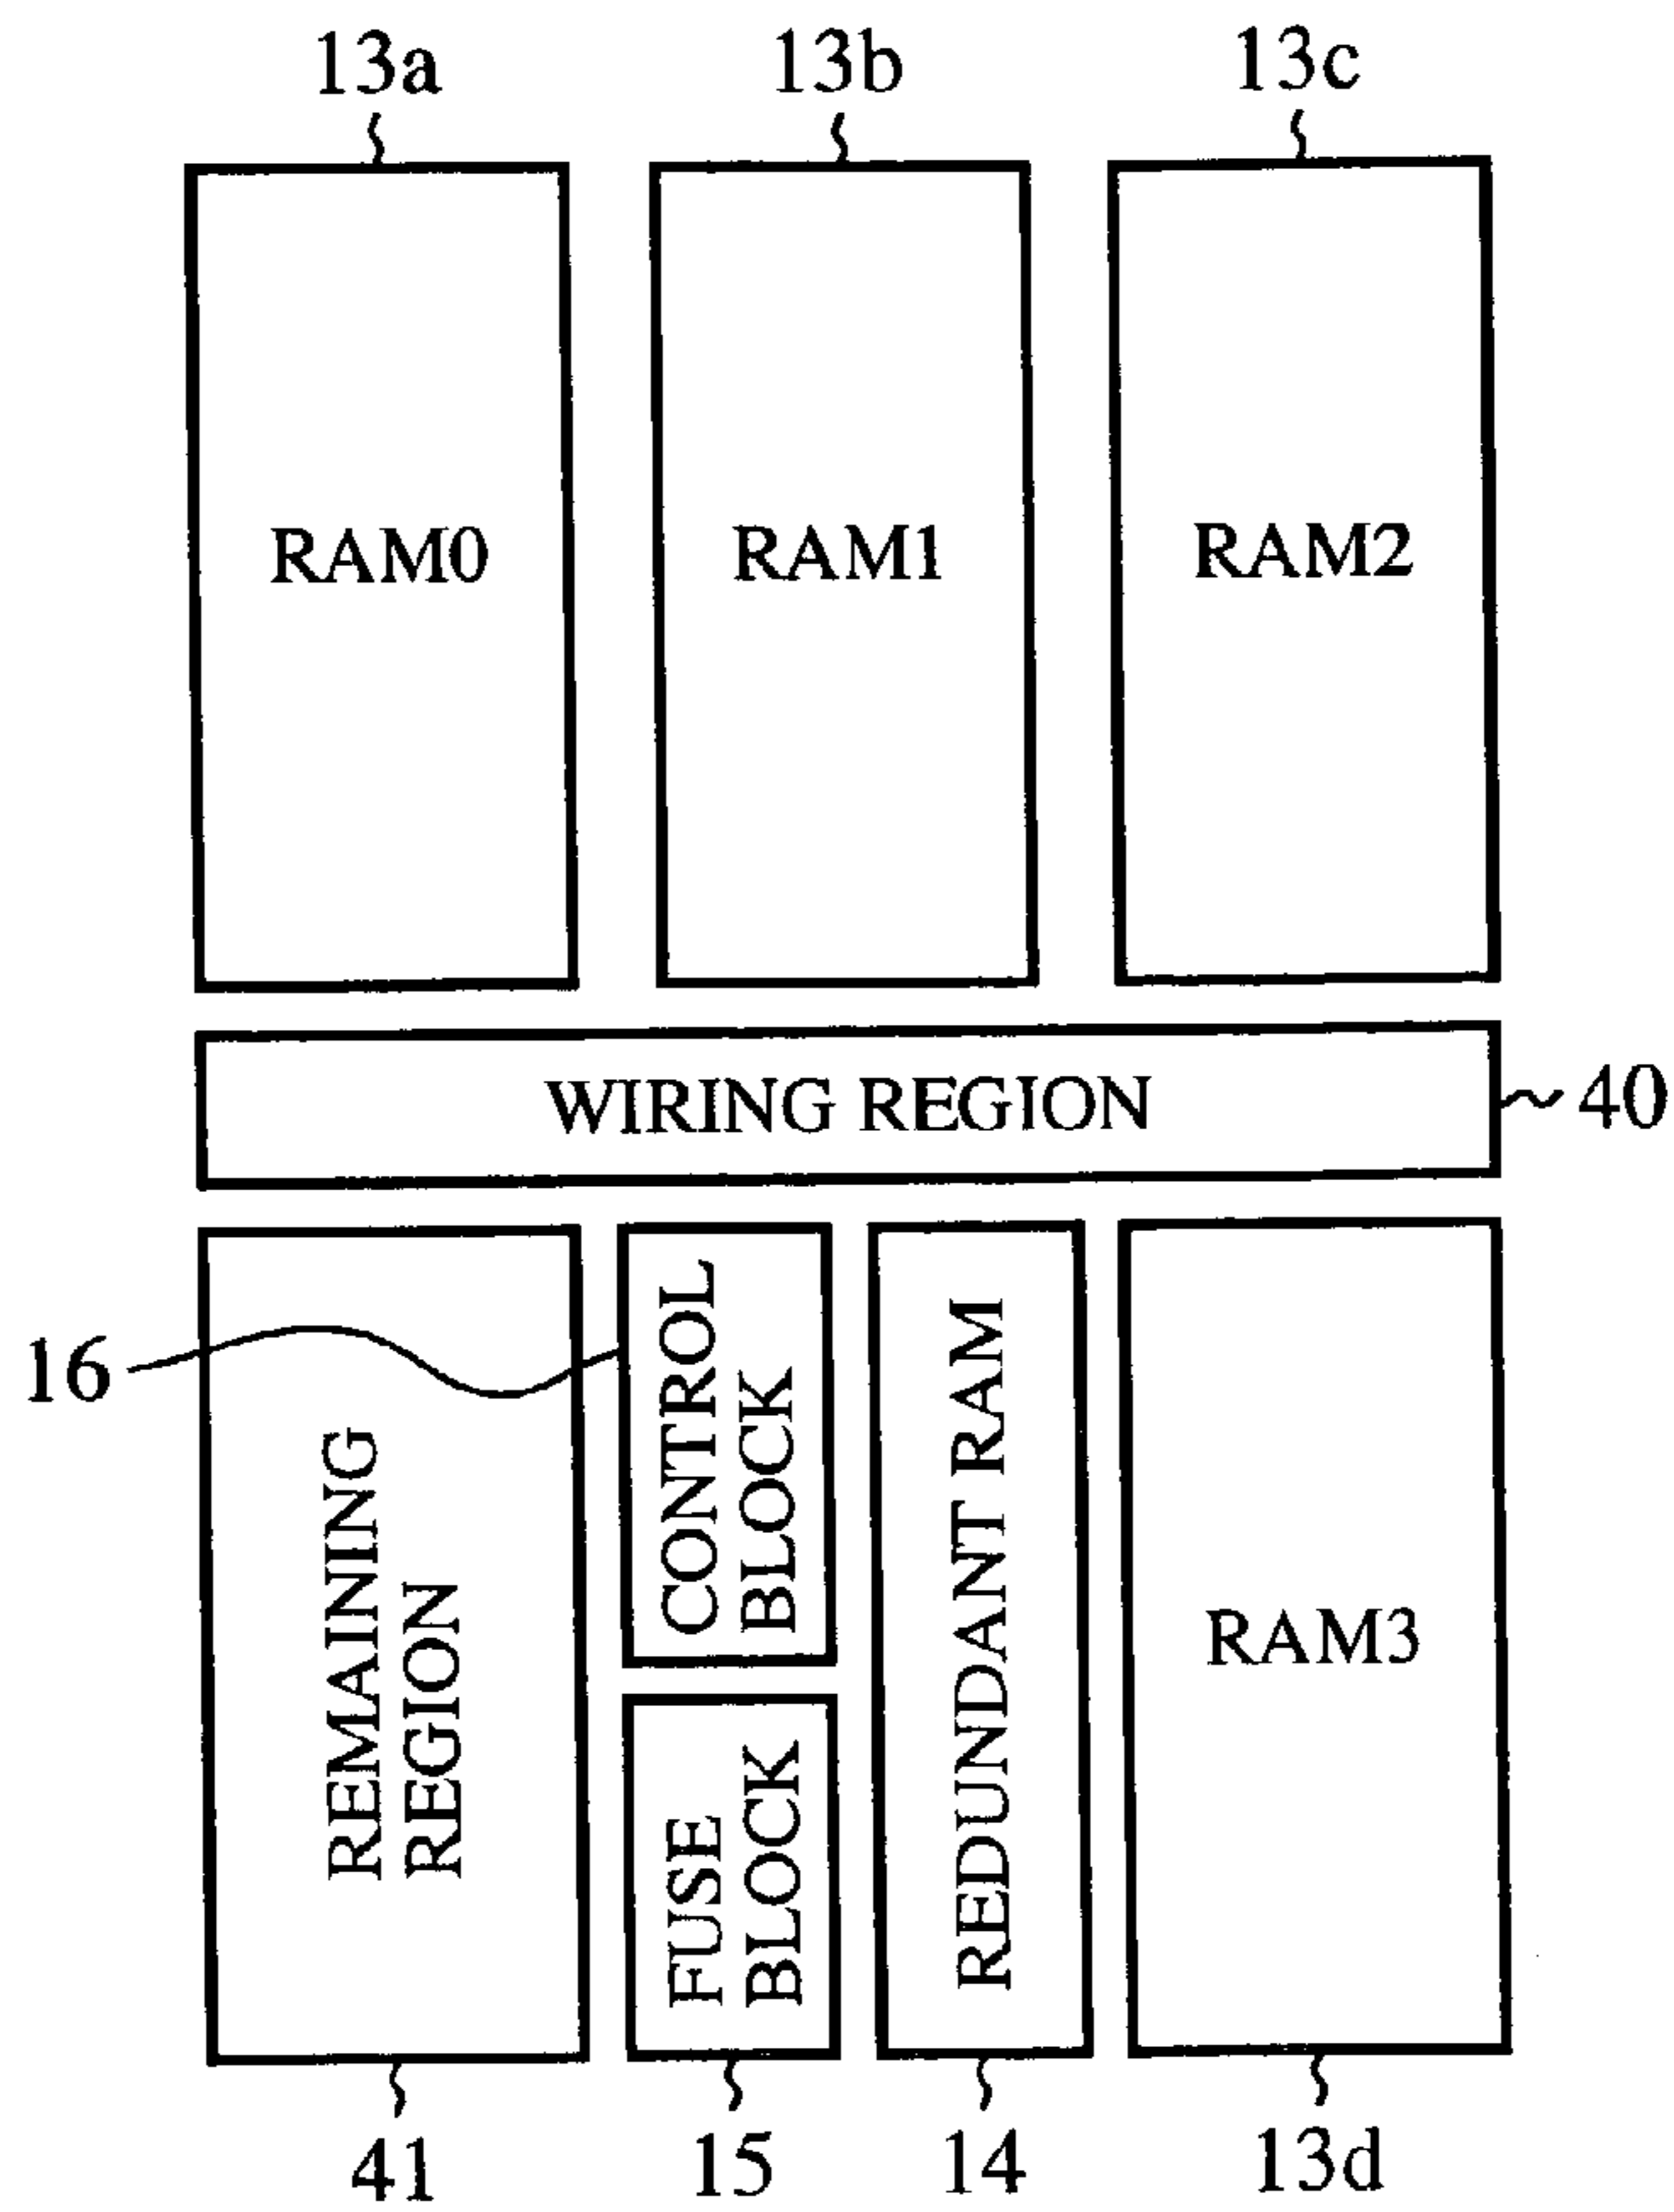 13a 13b 13c
RAM0 RAM1 RAM2
WIRING REGION 40
16
REMAINING
REGION
CONTROL
BLOCK
FUSE
BLOCK
REDUNDANT RAM
RAM3
41 15 14 13d